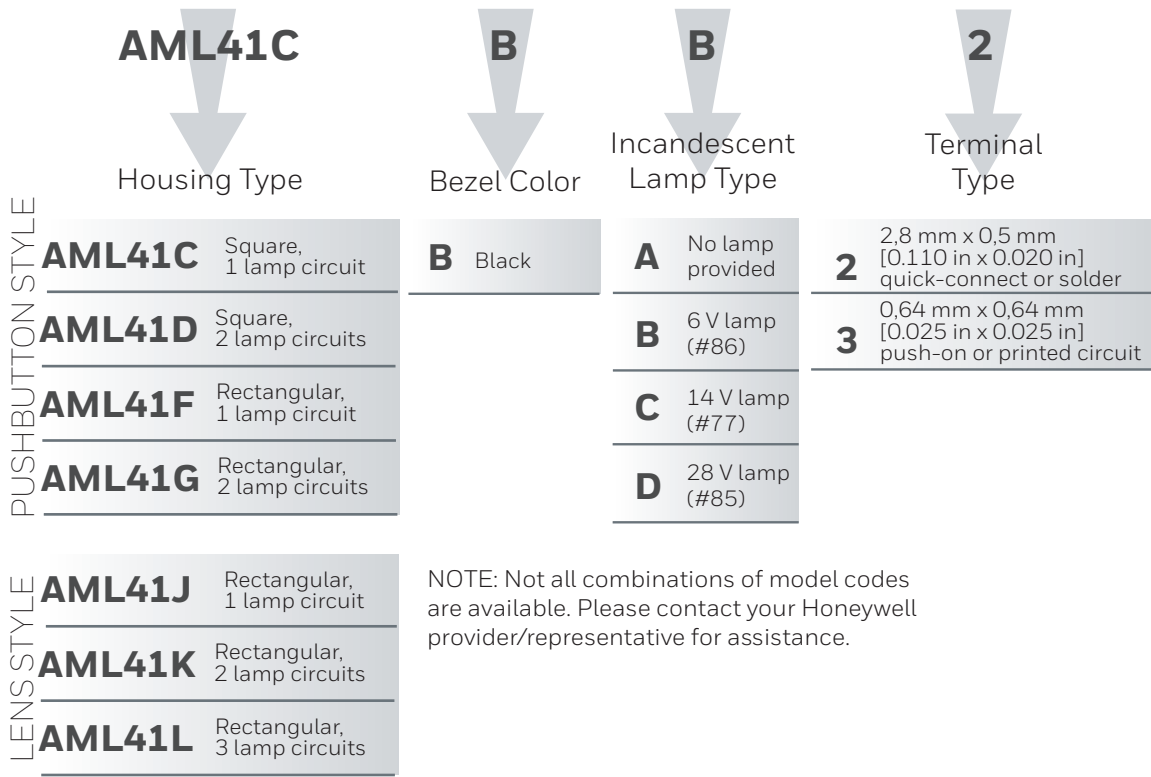 AML41C B B 2
Housing Type
Bezel Color
Incandescent
Lamp Type
Terminal
Type
PUSHBUTTON STYLE
AML41C Square,
1 lamp circuit
AML41D Square,
2 lamp circuits
AML41F Rectangular,
1 lamp circuit
AML41G Rectangular,
2 lamp circuits
B Black
A No lamp
provided
B 6 V lamp
(#86)
C 14 V lamp
(#77)
D 28 V lamp
(#85)
2 2,8 mm x 0,5 mm
[0.110 in x 0.020 in]
quick-connect or solder
3 0,64 mm x 0,64 mm
[0.025 in x 0.025 in]
push-on or printed circuit
LENS STYLE
AML41J Rectangular,
1 lamp circuit
AML41K Rectangular,
2 lamp circuits
AML41L Rectangular,
3 lamp circuits
NOTE: Not all combinations of model codes
are available. Please contact your Honeywell
provider/representative for assistance.